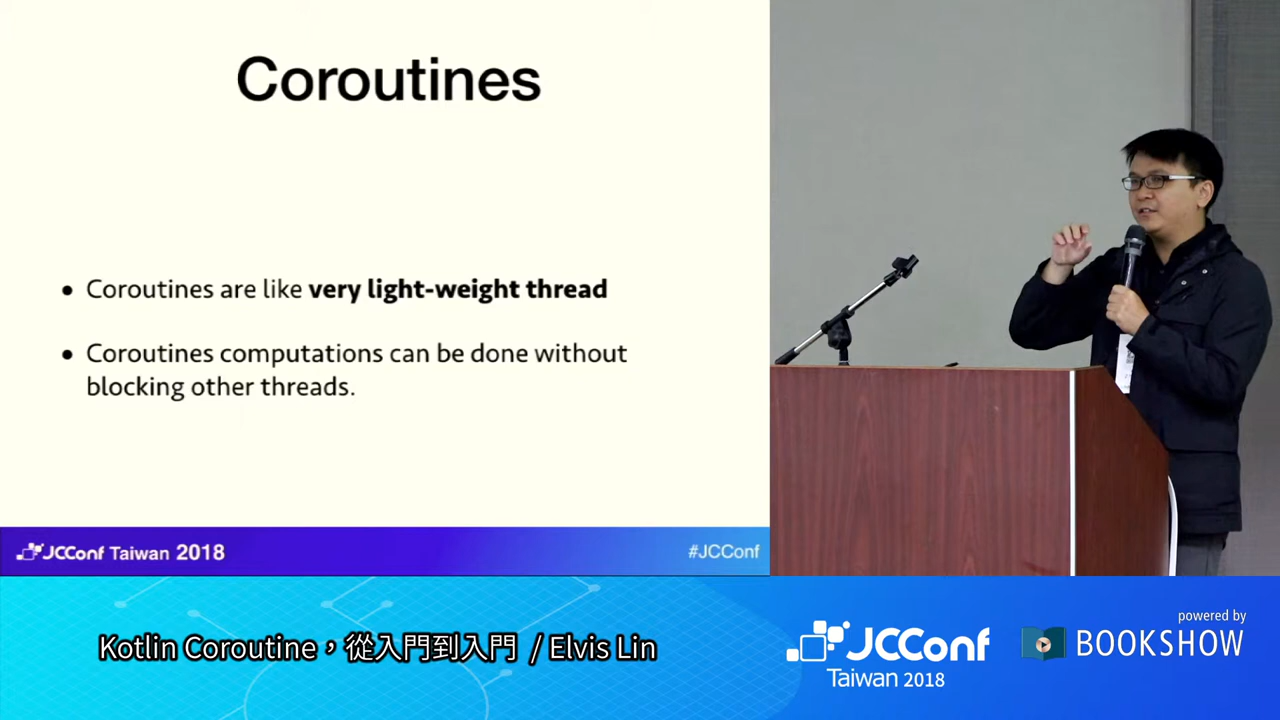 Coroutines
• Coroutines are like very light-weight thread
• Coroutines computations can be done without
blocking other threads.
JCConf Taiwan 2018
#JCConf
Kotlin Coroutine，從入門到入門 / Elvis Lin
JCConf
Taiwan 2018
powered by
BOOKSHOW